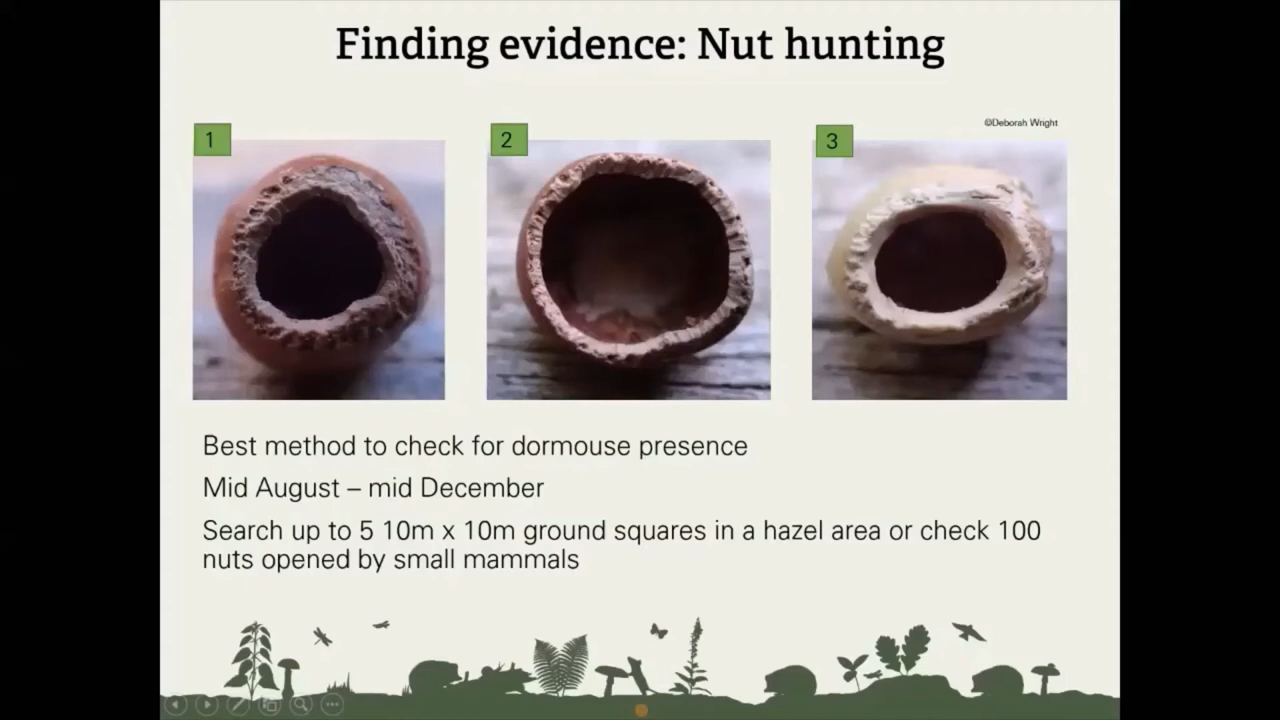 Finding evidence: Nut hunting
©Deborah Wright
1
2
3
Best method to check for dormouse presence
Mid August – mid December
Search up to 5 10m x 10m ground squares in a hazel area or check 100
nuts opened by small mammals